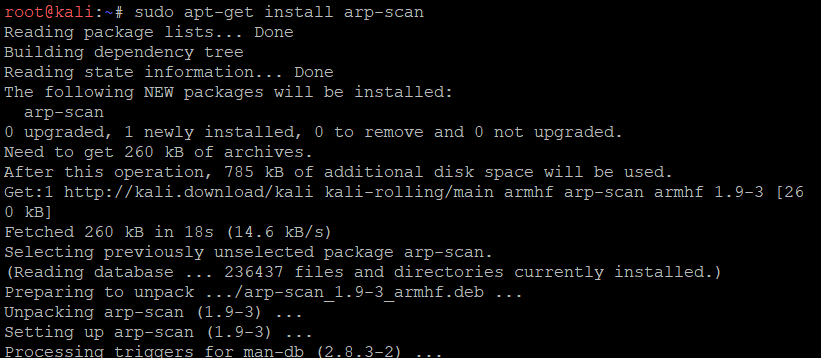 root@kali:~# sudo apt-get install arp-scan
Reading package lists... Done
Building dependency tree
Reading state information... Done
The following NEW packages will be installed:
  arp-scan
0 upgraded, 1 newly installed, 0 to remove and 0 not upgraded.
Need to get 260 kB of archives.
After this operation, 785 kB of additional disk space will be used.
Get:1 http://kali.download/kali kali-rolling/main armhf arp-scan armhf 1.9-3 [26
0 kB]
Fetched 260 kB in 18s (14.6 kB/s)
Selecting previously unselected package arp-scan.
(Reading database ... 236437 files and directories currently installed.)
Preparing to unpack .../arp-scan_1.9-3_armhf.deb ...
Unpacking arp-scan (1.9-3) ...
Setting up arp-scan (1.9-3) ...
Processing triggers for man-db (2.8.3-2) ...